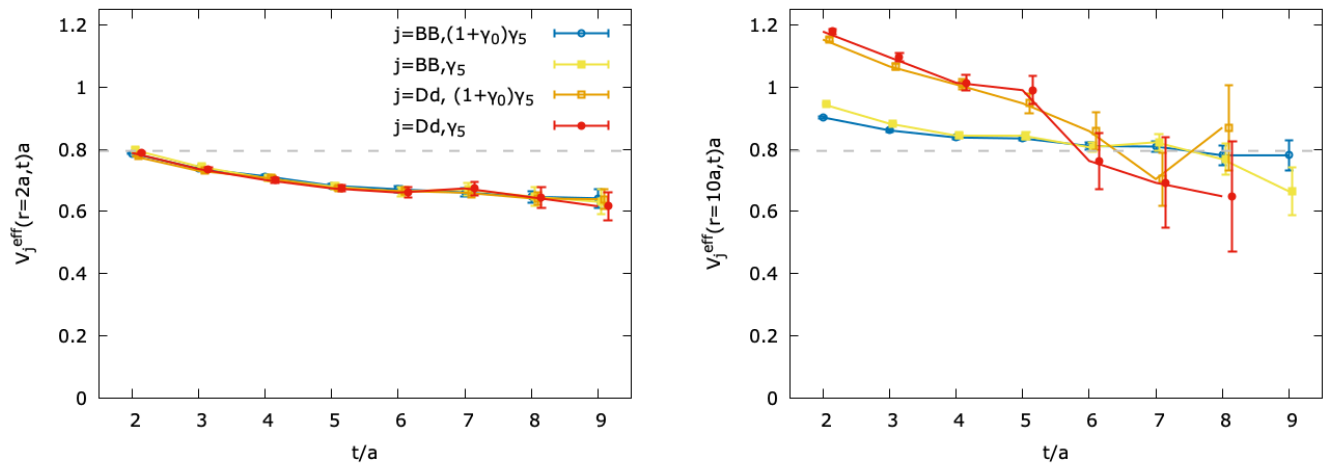 1.2
1
0.8
0.6
0.4
0.2
0
V_j^eff(r=2a,t)a
j=BB,(1+γ₀)γ₅
j=BB,γ₅
j=Dd, (1+γ₀)γ₅
j=Dd,γ₅
2 3 4 5 6 7 8 9
t/a
1.2
1
0.8
0.6
0.4
0.2
0
V_j^eff(r=10a,t)a
2 3 4 5 6 7 8 9
t/a